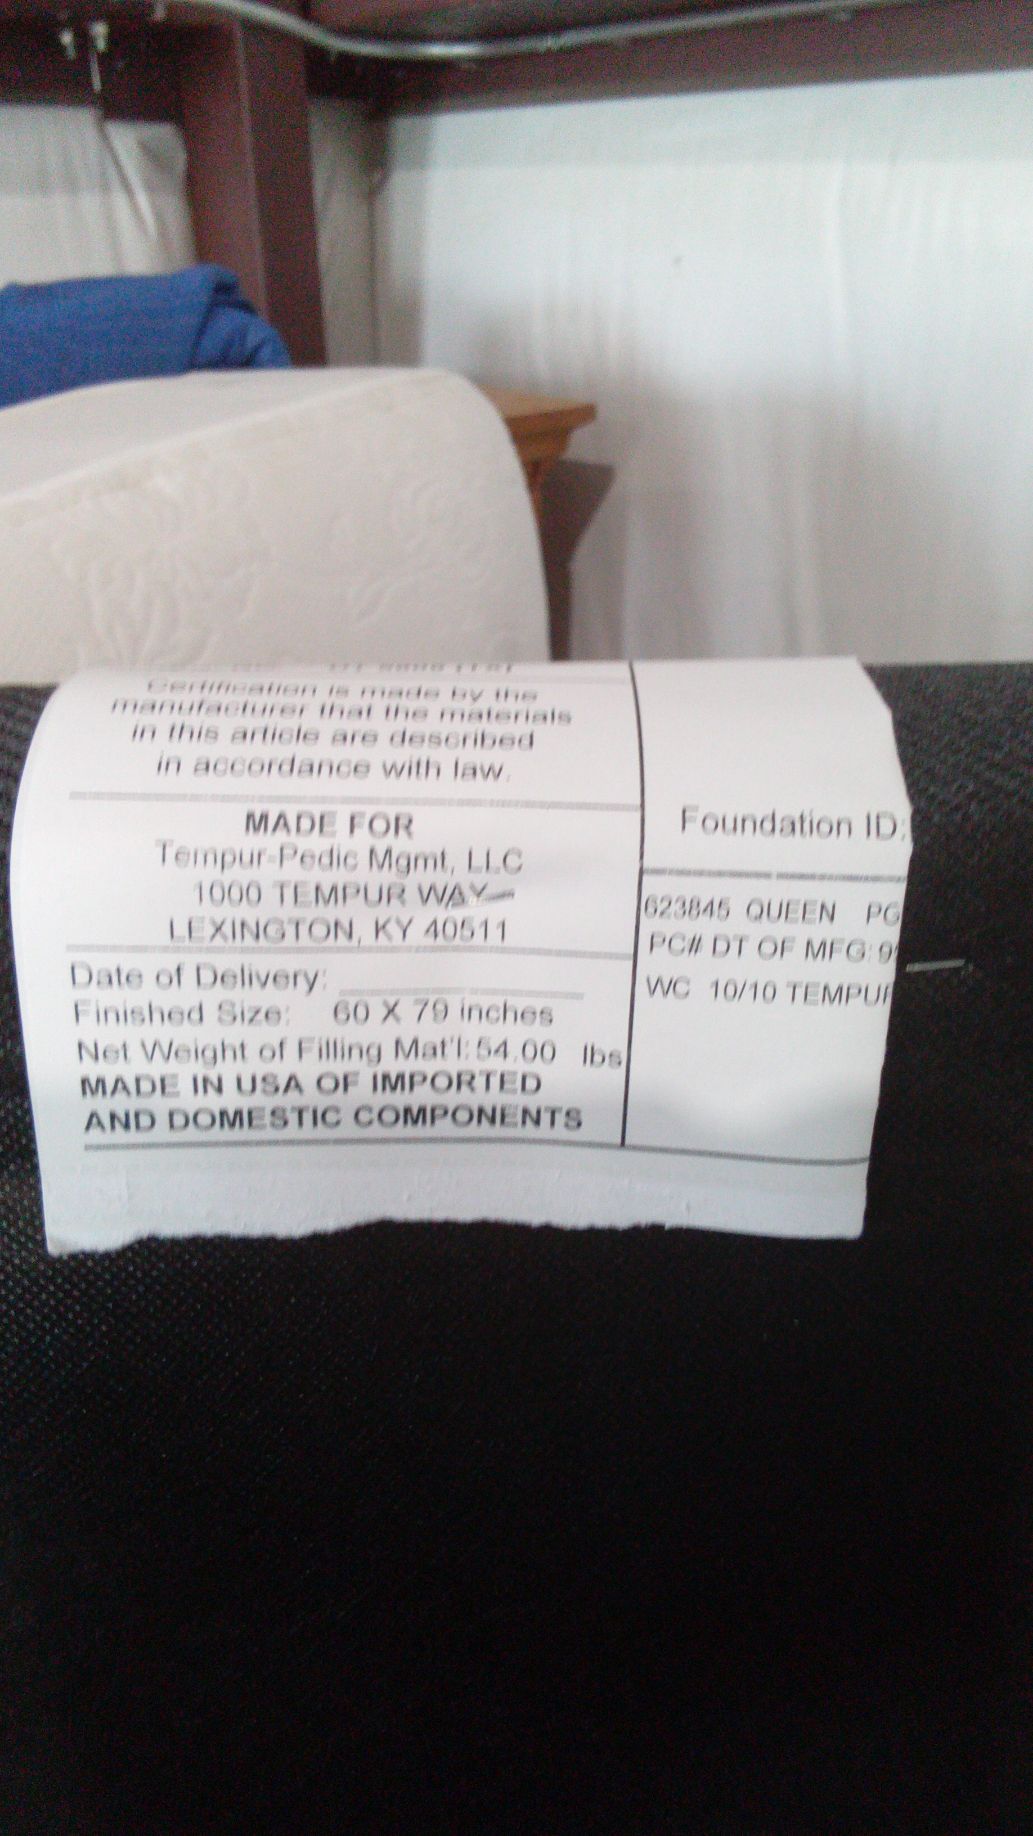 Certification is made by the
manufacturer that the materials
in this article are described
in accordance with law.
MADE FOR
Tempur-Pedic Mgmt, LLC
1000 TEMPUR WAY
LEXINGTON, KY 40511
Date of Delivery:
Finished Size: 60 X 79 inches
Net Weight of Filling Mat'l: 54.00 lbs
MADE IN USA OF IMPORTED
AND DOMESTIC COMPONENTS
Foundation ID:
623845 QUEEN PG
PC# DT OF MFG: 9
WC 10/10 TEMPUR